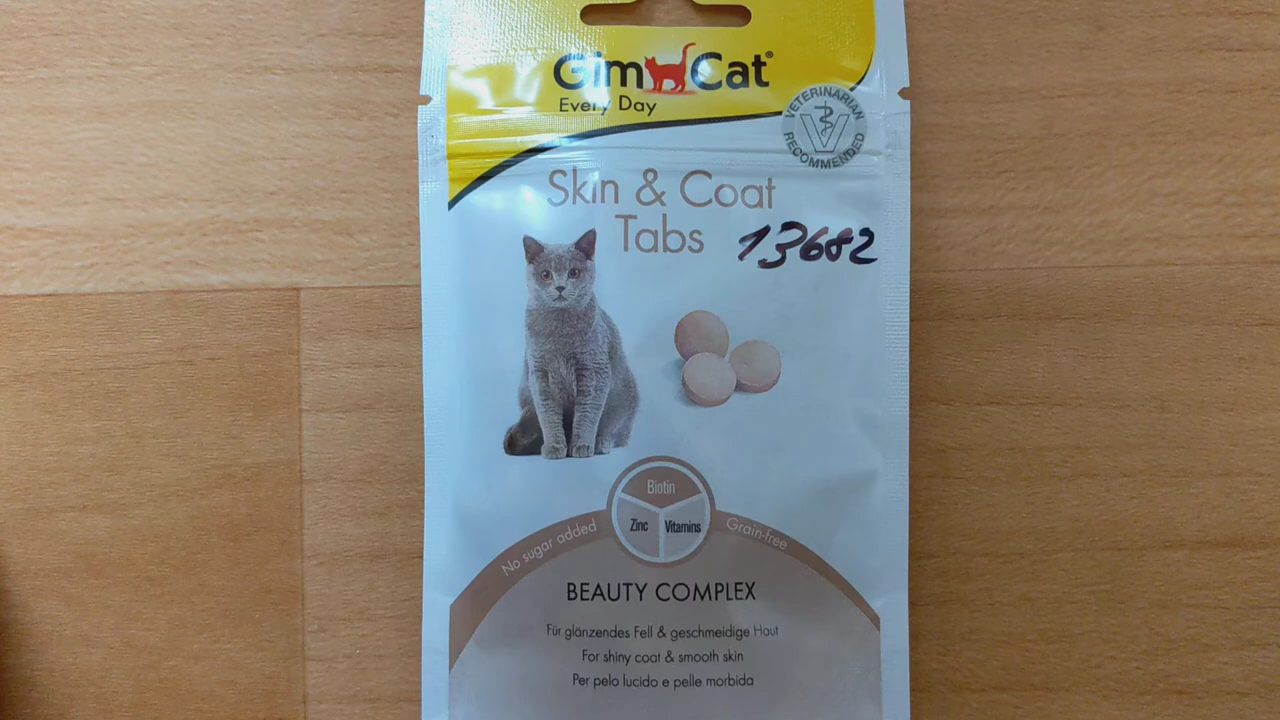 GimCat®
Every Day
VETERINARIAN
RECOMMENDED
Skin & Coat
Tabs
13682
Biotin
Zinc
Vitamins
No sugar added
Grain-free
BEAUTY COMPLEX
Für glänzendes Fell & geschmeidige Haut
For shiny coat & smooth skin
Per pelo lucido e pelle morbida